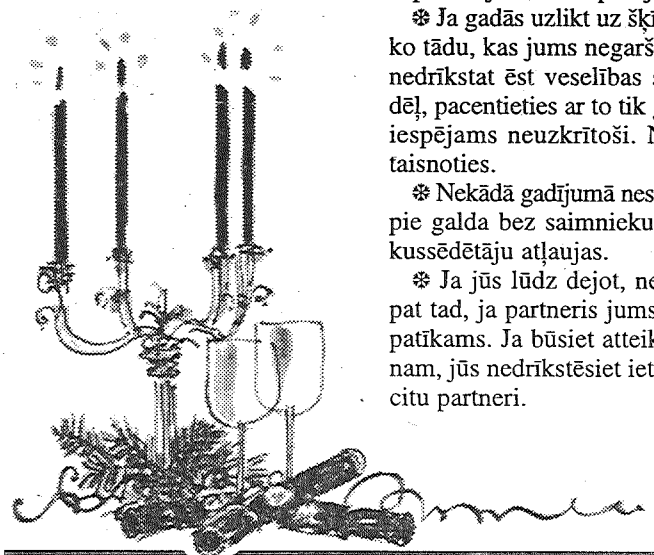 ❄ Ja gadās uzlikt uz šķī
ko tādu, kas jums negarš
nedrīkstat ēst veselības
dēļ, pacentieties ar to tik
iespējams neuzkrītoši. N
taisnoties.
❄ Nekādā gadījumā nes
pie galda bez saimnieku
kussēdētāju atļaujas.
❄ Ja jūs lūdz dejot, ne
pat tad, ja partneris jums
patīkams. Ja būsiet atteik
nam, jūs nedrīkstēsiet iet
citu partneri.